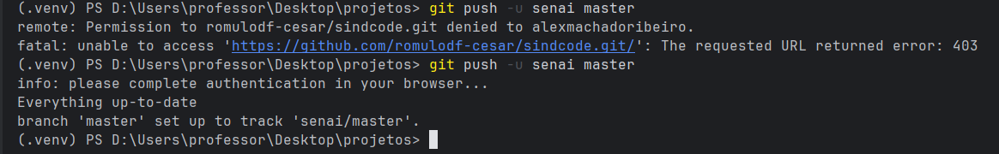 (.venv) PS D:\Users\professor\Desktop\projetos> git push -u senai master
remote: Permission to romulodf-cesar/sindcode.git denied to alexmachadoribeiro.
fatal: unable to access 'https://github.com/romulodf-cesar/sindcode.git/': The requested URL returned error: 403
(.venv) PS D:\Users\professor\Desktop\projetos> git push -u senai master
info: please complete authentication in your browser...
Everything up-to-date
branch 'master' set up to track 'senai/master'.
(.venv) PS D:\Users\professor\Desktop\projetos>